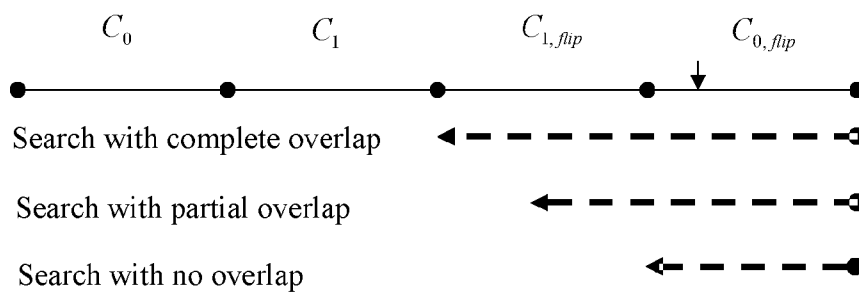 C0 C1 C1,flip C0,flip
Search with complete overlap
Search with partial overlap
Search with no overlap